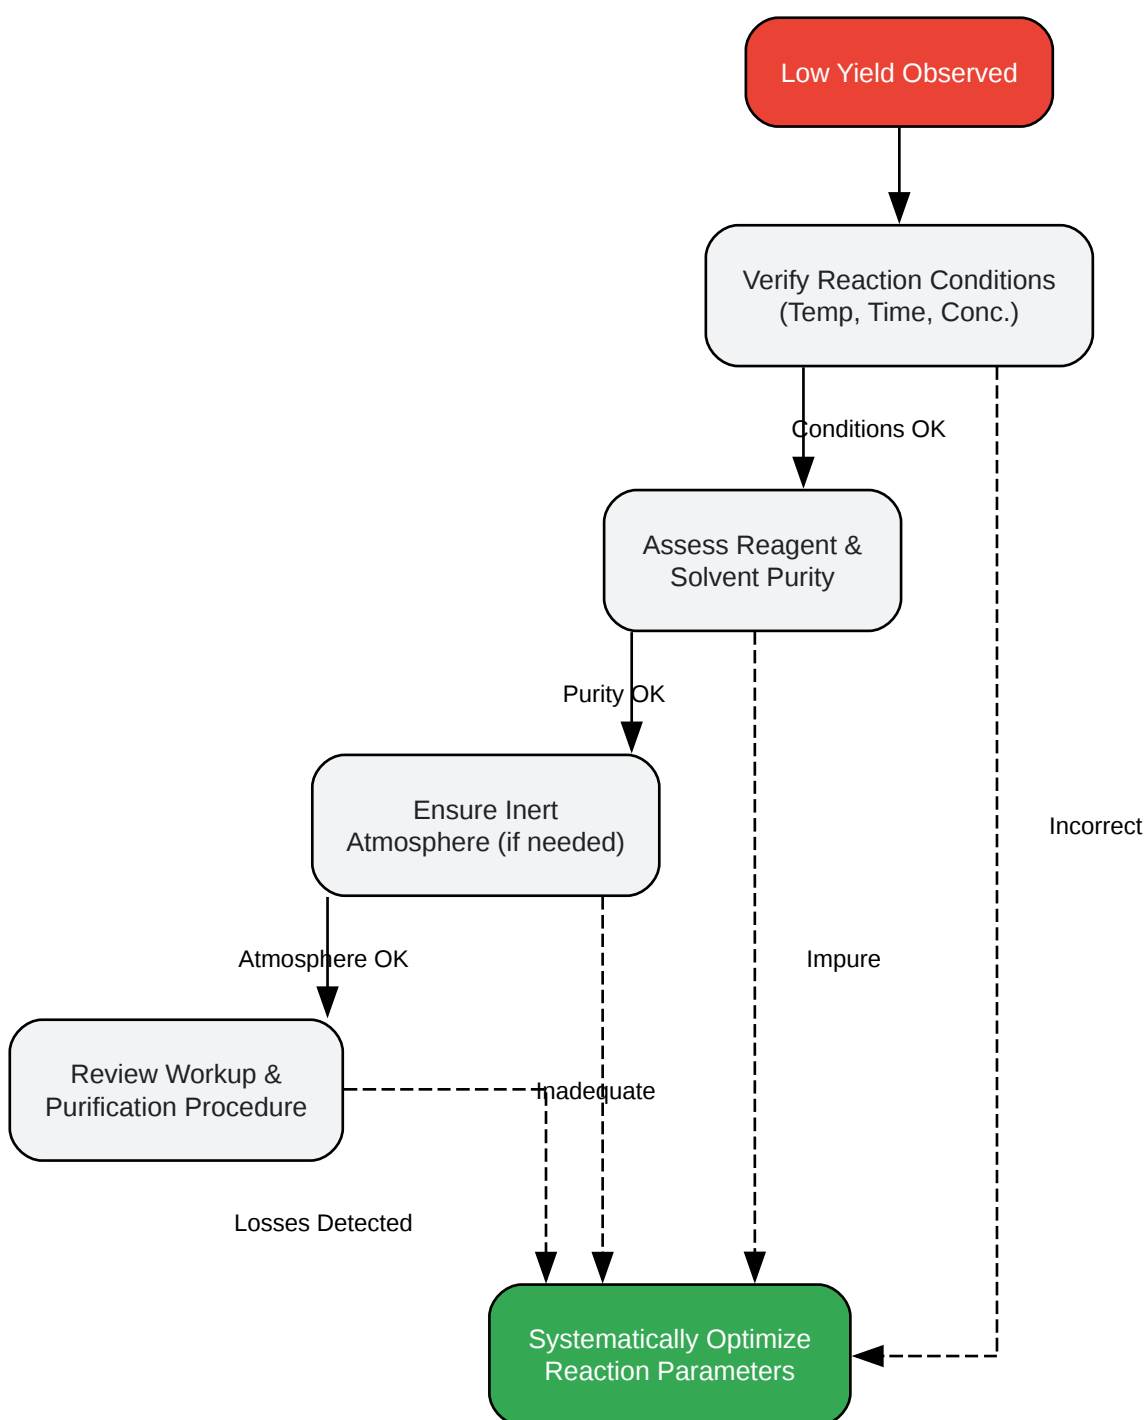 Low Yield Observed
Verify Reaction Conditions
(Temp, Time, Conc.)
Conditions OK
Assess Reagent &
Solvent Purity
Purity OK
Ensure Inert
Atmosphere (if needed)
Incorrect
Atmosphere OK
Impure
Review Workup &
Purification Procedure
Inadequate
Losses Detected
Systematically Optimize
Reaction Parameters